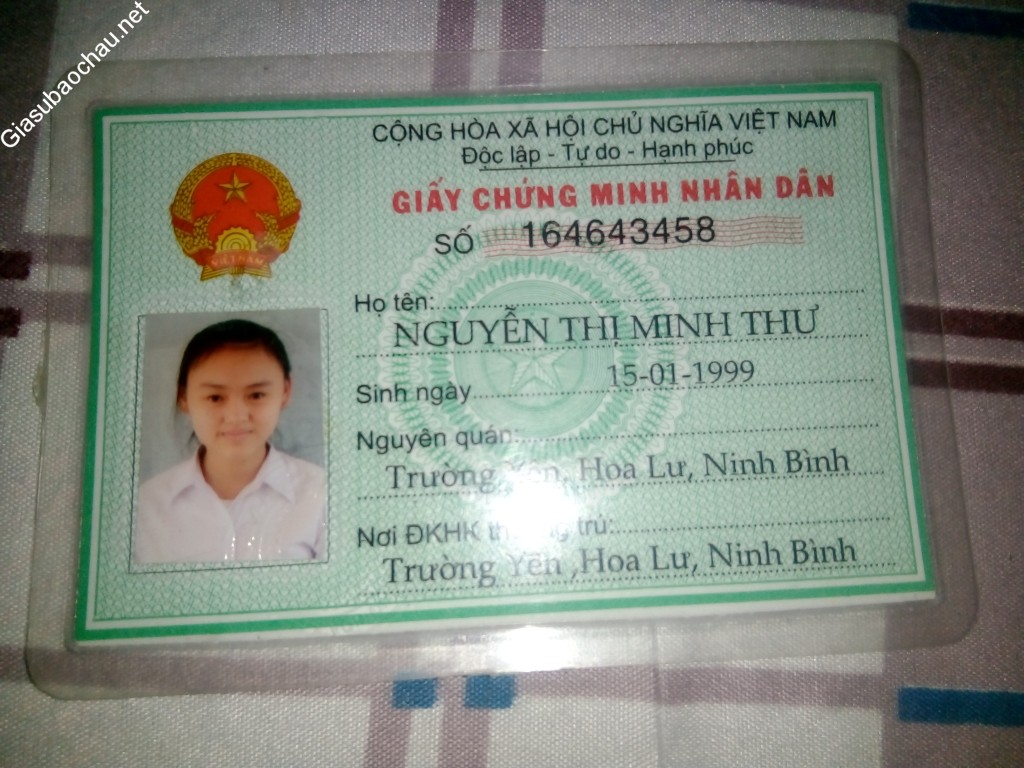 Giasubaochau.net
CỘNG HÒA XÃ HỘI CHỦ NGHĨA VIỆT NAM
Độc lập - Tự do - Hạnh phúc
GIẤY CHỨNG MINH NHÂN DÂN
SỐ 164643458
VIỆT NAM
Họ tên:
NGUYỄN THỊ MINH THƯ
Sinh ngày 15-01-1999
Nguyên quán:
Trường Yên, Hoa Lư, Ninh Bình
Nơi ĐKHK thường trú:
Trường Yên ,Hoa Lư, Ninh Bình